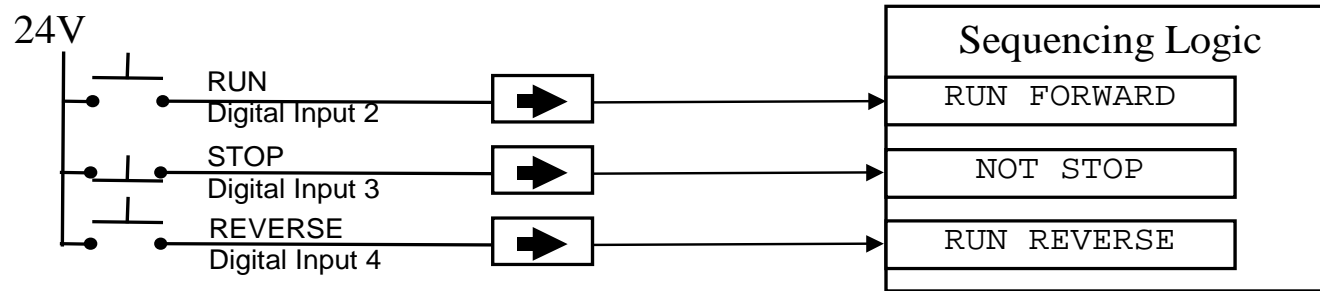 24V
Sequencing Logic
RUN
Digital Input 2
RUN FORWARD
STOP
Digital Input 3
NOT STOP
REVERSE
Digital Input 4
RUN REVERSE